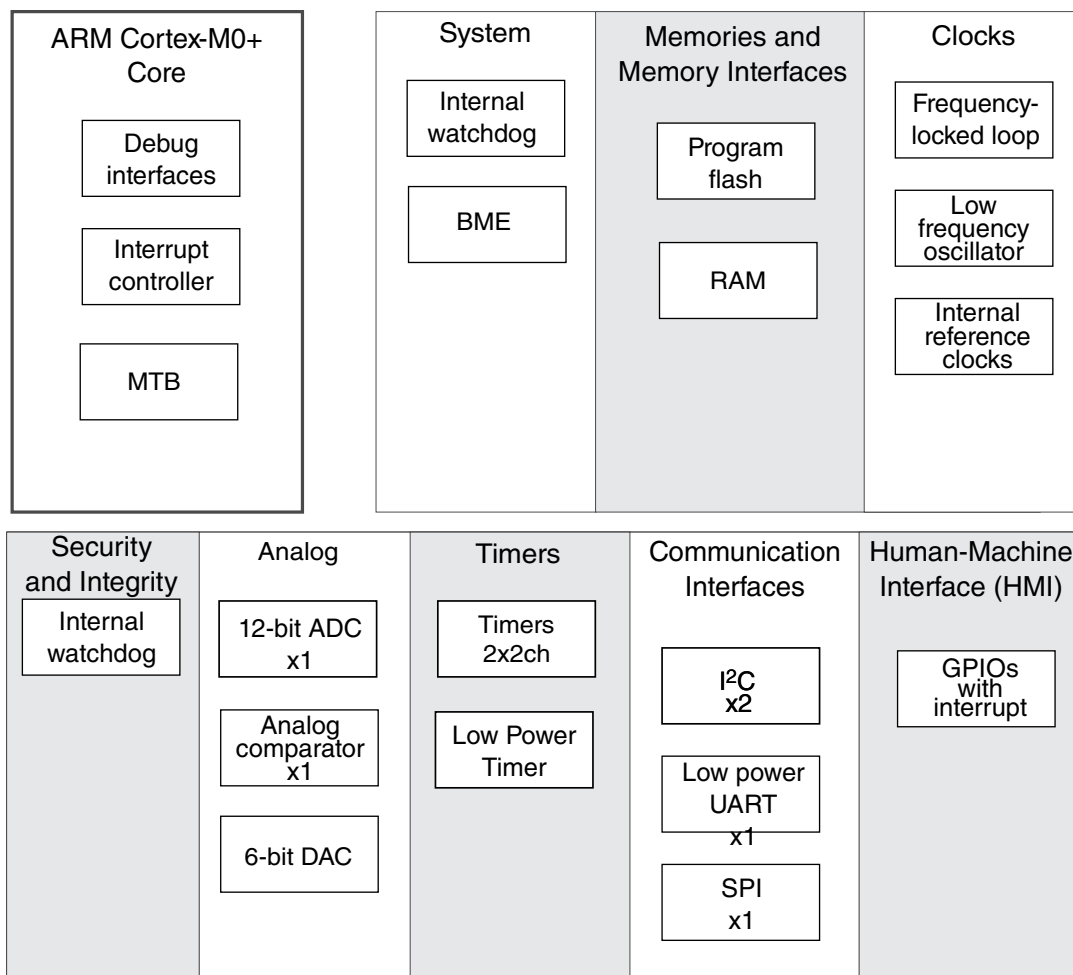 ARM Cortex-M0+
Core
Debug
interfaces
Interrupt
controller
MTB
System
Internal
watchdog
BME
Memories and
Memory Interfaces
Program
flash
RAM
Clocks
Frequency-
locked loop
Low
frequency
oscillator
Internal
reference
clocks
Security
and Integrity
Internal
watchdog
Analog
12-bit ADC
x1
Analog
comparator
x1
6-bit DAC
Timers
Timers
2x2ch
Low Power
Timer
Communication
Interfaces
I²C
x2
Low power
UART
x1
SPI
x1
Human-Machine
Interface (HMI)
GPIOs
with
interrupt